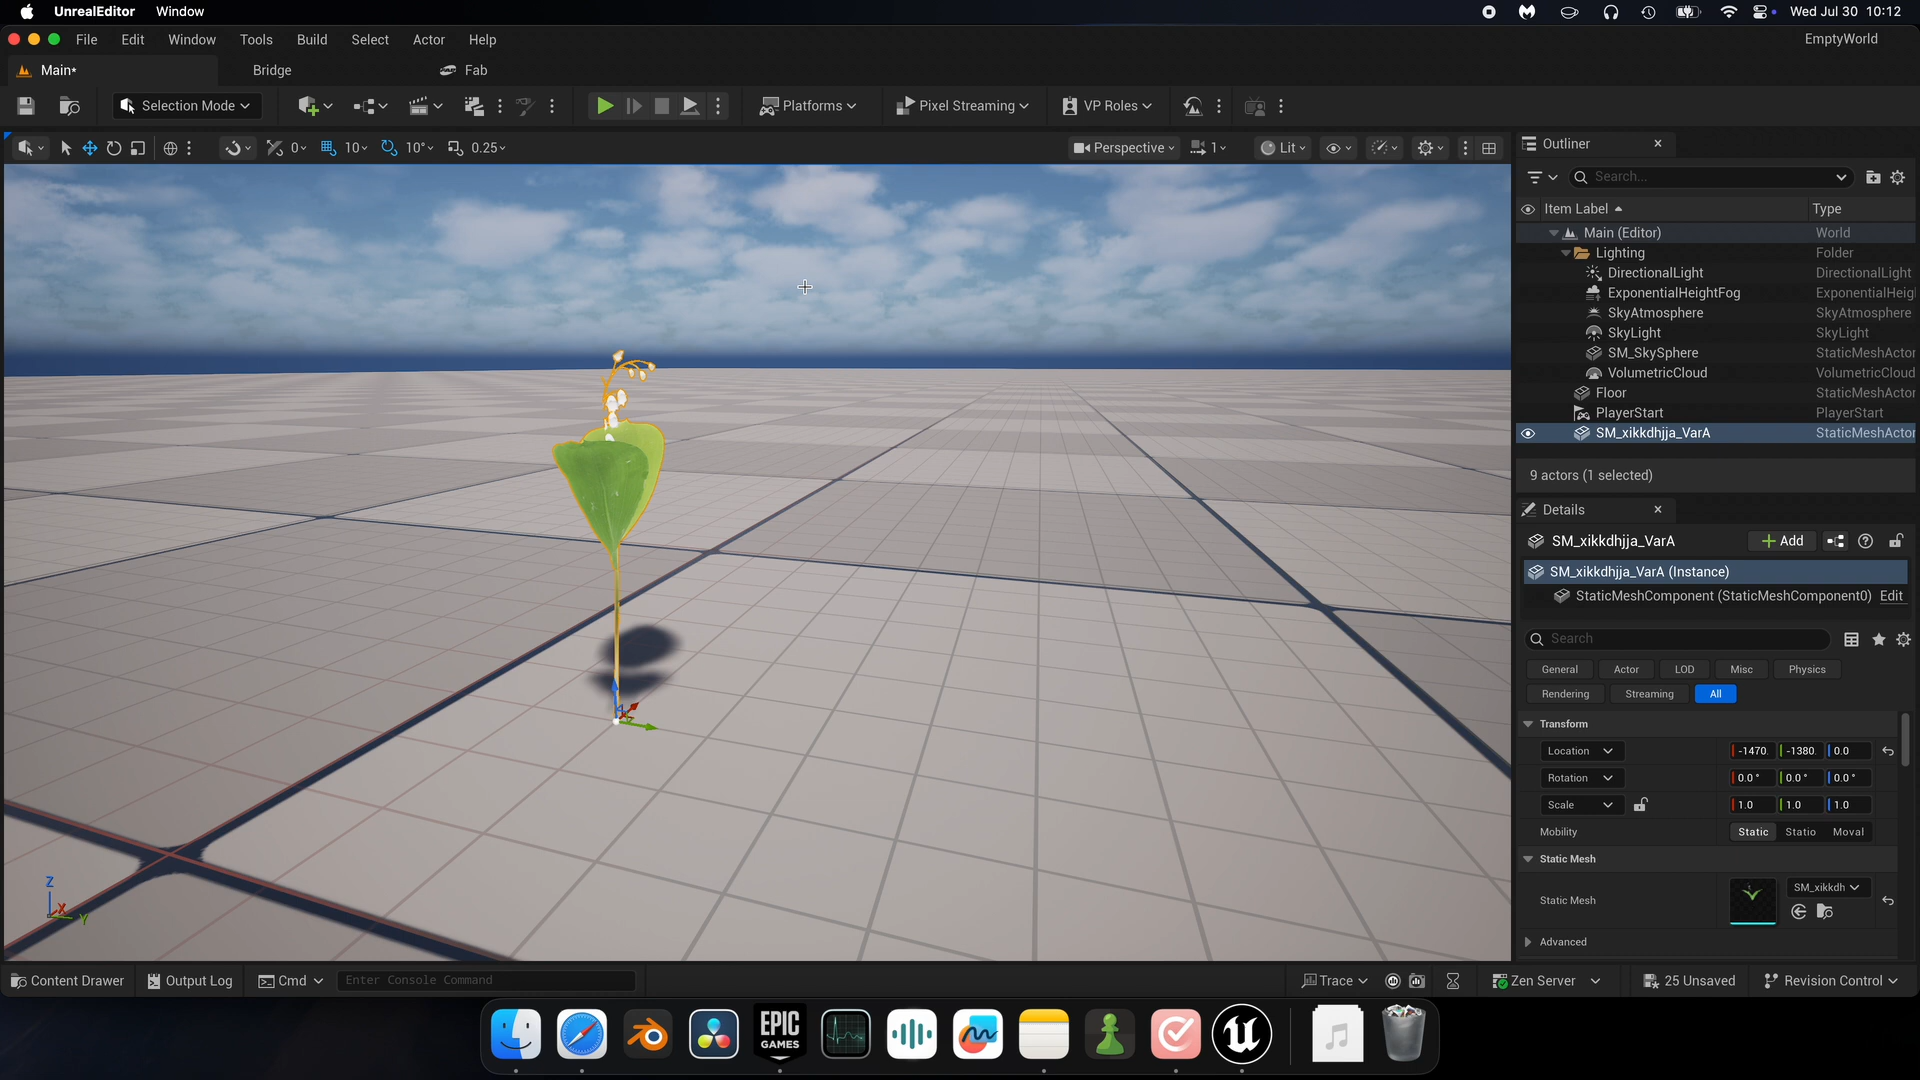 UnrealEditor Window
Wed Jul 30 10:12
File Edit Window Tools Build Select Actor Help
EmptyWorld
Main* Bridge Fab
Selection Mode
Platforms
Pixel Streaming
VP Roles
0 10 10° 0.25
Perspective 1 Lit
Outliner
Search...
Item Label Type
Main (Editor) World
Lighting Folder
DirectionalLight DirectionalLight
ExponentialHeightFog ExponentialHeig
SkyAtmosphere SkyAtmosphere
SkyLight SkyLight
SM_SkySphere StaticMeshActor
VolumetricCloud VolumetricCloud
Floor StaticMeshActor
PlayerStart PlayerStart
SM_xikkdhjja_VarA StaticMeshActor
9 actors (1 selected)
Details
SM_xikkdhjja_VarA
Add
SM_xikkdhjja_VarA (Instance)
StaticMeshComponent (StaticMeshComponent0) Edit
Search
General Actor LOD Misc Physics
Rendering Streaming All
Transform
Location -1470. -1380. 0.0
Rotation 0.0° 0.0° 0.0°
Scale 1.0 1.0 1.0
Mobility Static Statio Moval
Static Mesh
SM_xikkdh
Static Mesh
Advanced
Z
X
Y
Content Drawer Output Log Cmd Enter Console Command
Trace Zen Server 25 Unsaved Revision Control
EPIC
GAMES